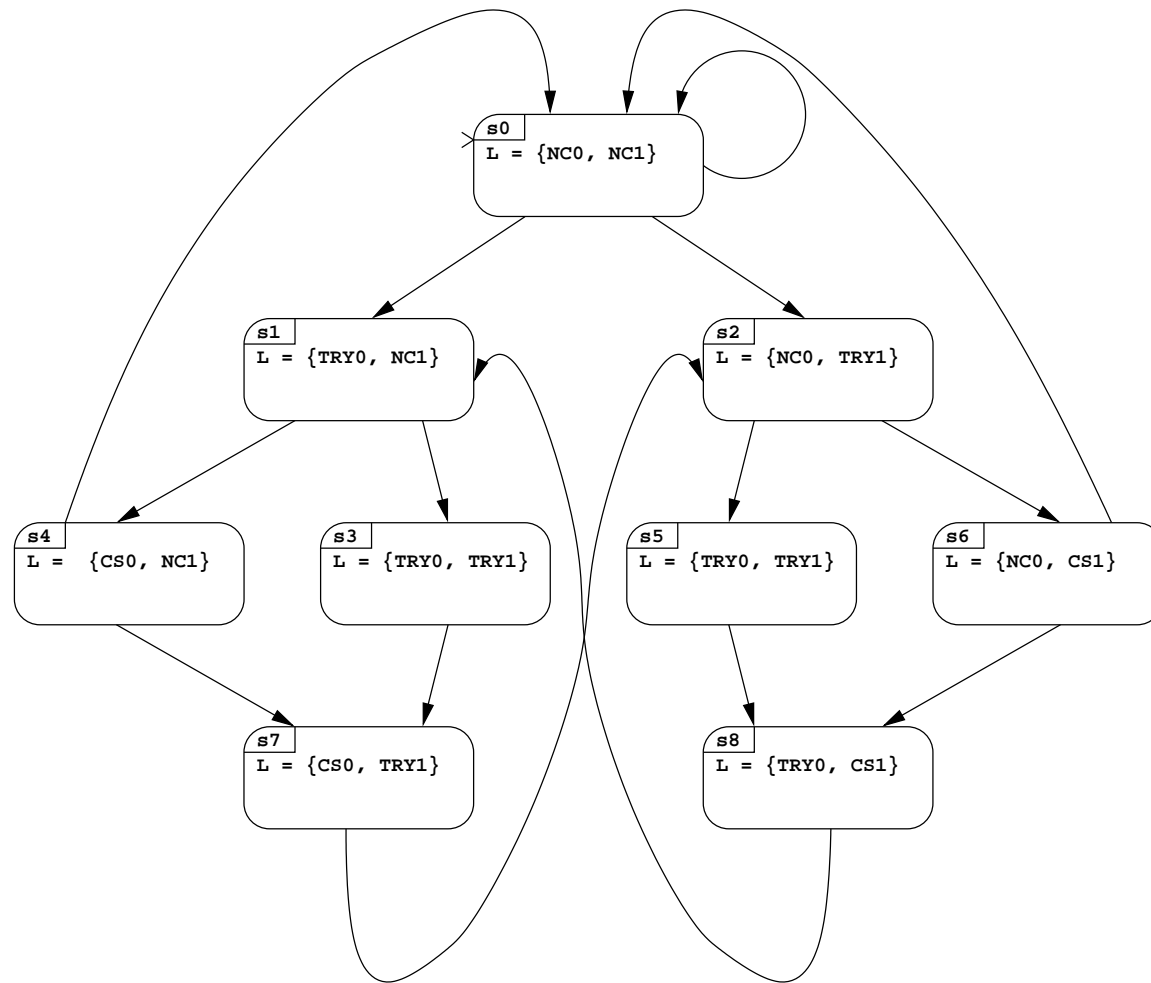 s0
L = {NC0, NC1}
s1
L = {TRY0, NC1}
s2
L = {NC0, TRY1}
s4
L =  {CS0, NC1}
s3
L = {TRY0, TRY1}
s5
L = {TRY0, TRY1}
s6
L = {NC0, CS1}
s7
L = {CS0, TRY1}
s8
L = {TRY0, CS1}